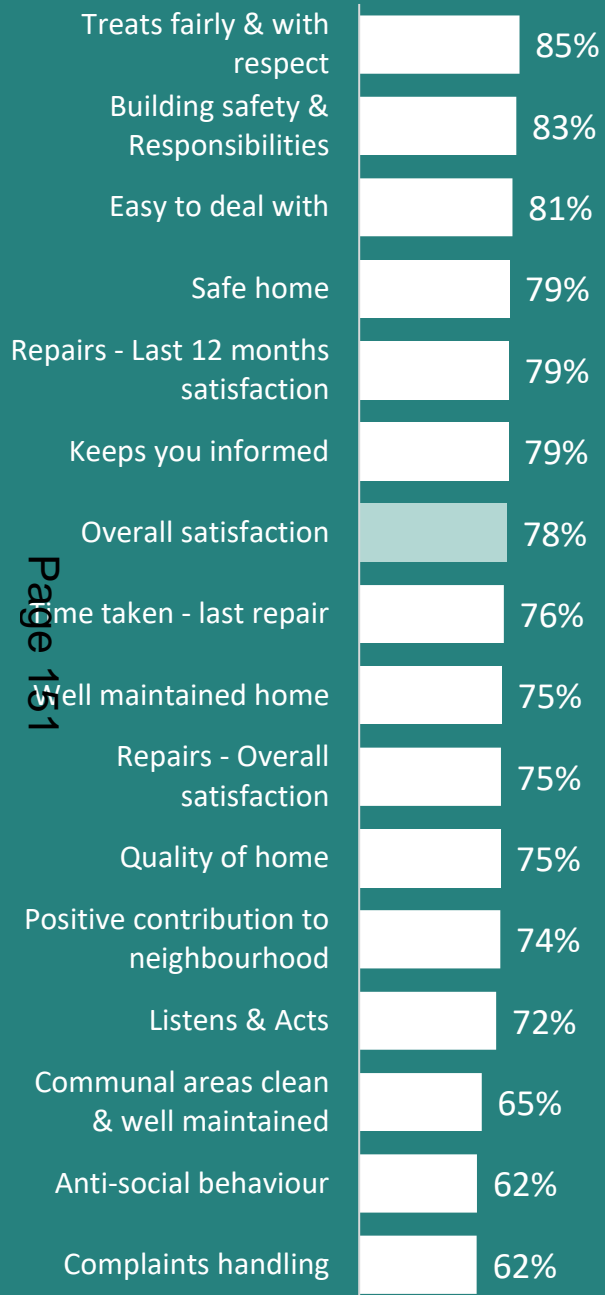 Treats fairly & with
respect
85%
Building safety &
Responsibilities
83%
Easy to deal with
81%
Safe home
79%
Repairs - Last 12 months
satisfaction
79%
Keeps you informed
79%
Overall satisfaction
78%
Time taken - last repair
76%
Well maintained home
75%
Repairs - Overall
satisfaction
75%
Quality of home
75%
Positive contribution to
neighbourhood
74%
Listens & Acts
72%
Communal areas clean
& well maintained
65%
Anti-social behaviour
62%
Complaints handling
62%
Page 151